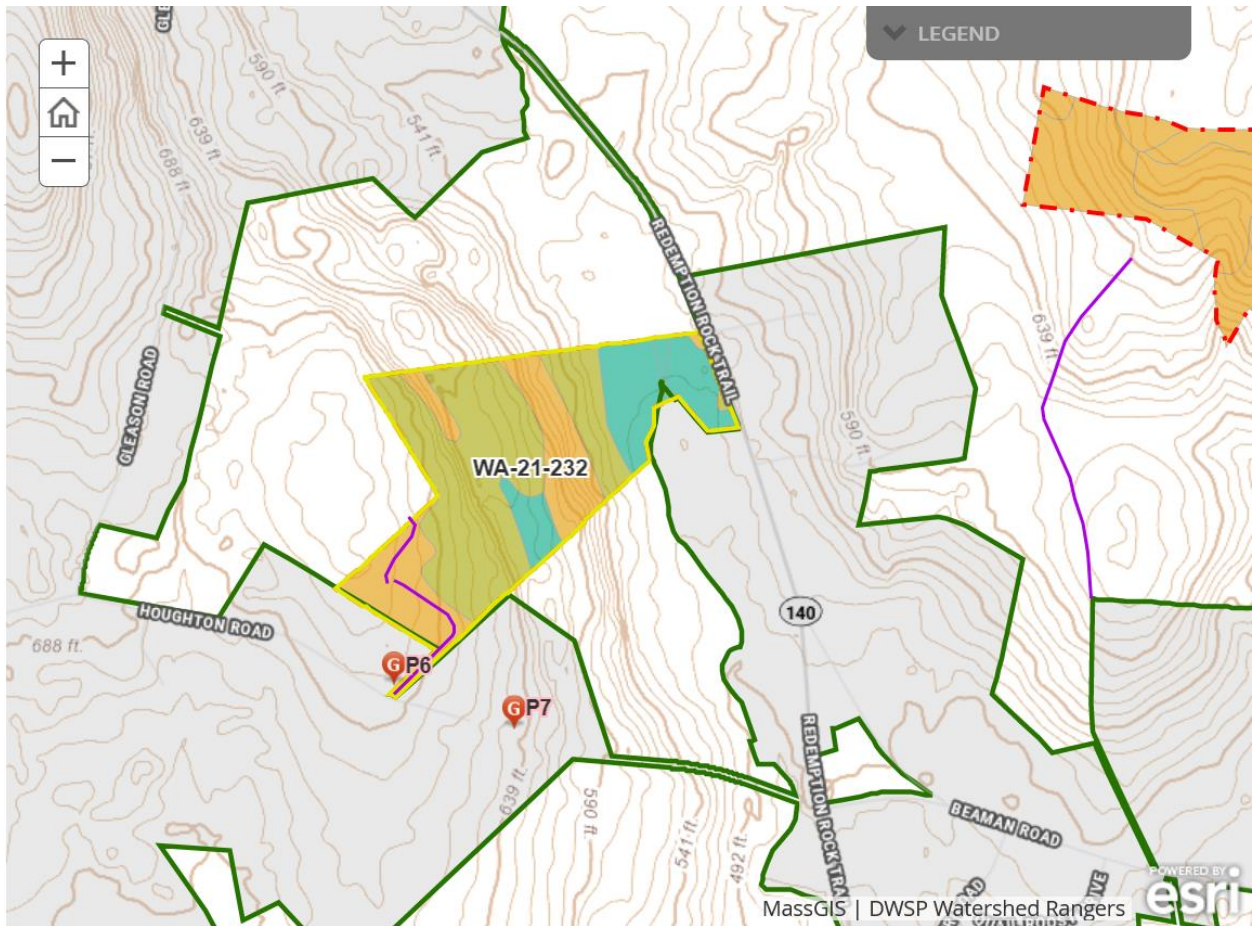 LEGEND
590 ft.
639 ft.
688 ft.
541 ft.
REDEMPTION ROCK TRAIL
GLEASON ROAD
639 ft.
590 ft.
WA-21-232
140
HOUGHTON ROAD
688 ft.
G P6
G P7
639 ft.
590 ft.
541 ft.
492 ft.
REDEMPTION ROCK TRAIL
BEAMAN ROAD
POWERED BY
esri
MassGIS | DWSP Watershed Rangers